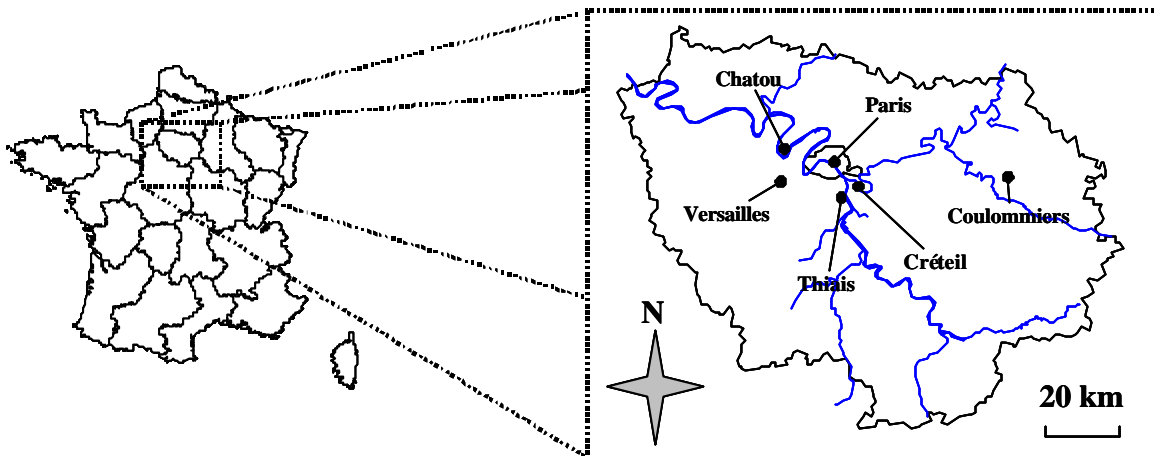 Chatou
Paris
Versailles
Coulommiers
Créteil
Thiais
N
20 km